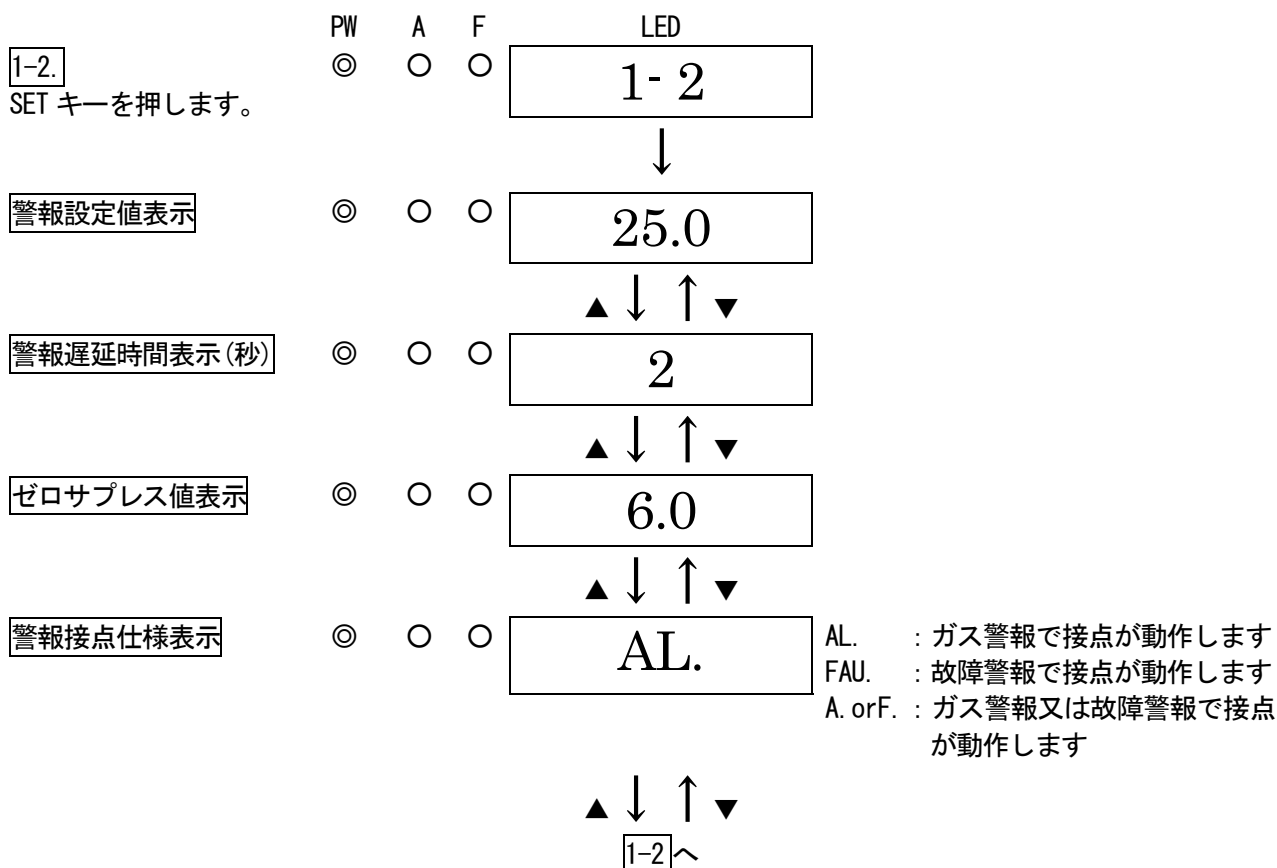 PW A F LED
1-2. ◎ ○ ○ 1- 2
SET キーを押します。
↓
警報設定値表示 ◎ ○ ○ 25.0
▲ ↓ ↑ ▼
警報遅延時間表示(秒) ◎ ○ ○ 2
▲ ↓ ↑ ▼
ゼロサプレス値表示 ◎ ○ ○ 6.0
▲ ↓ ↑ ▼
警報接点仕様表示 ◎ ○ ○ AL. AL. :ガス警報で接点が動作します
FAU. :故障警報で接点が動作します
A.orF. :ガス警報又は故障警報で接点
が動作します
▲ ↓ ↑ ▼
1-2 へ